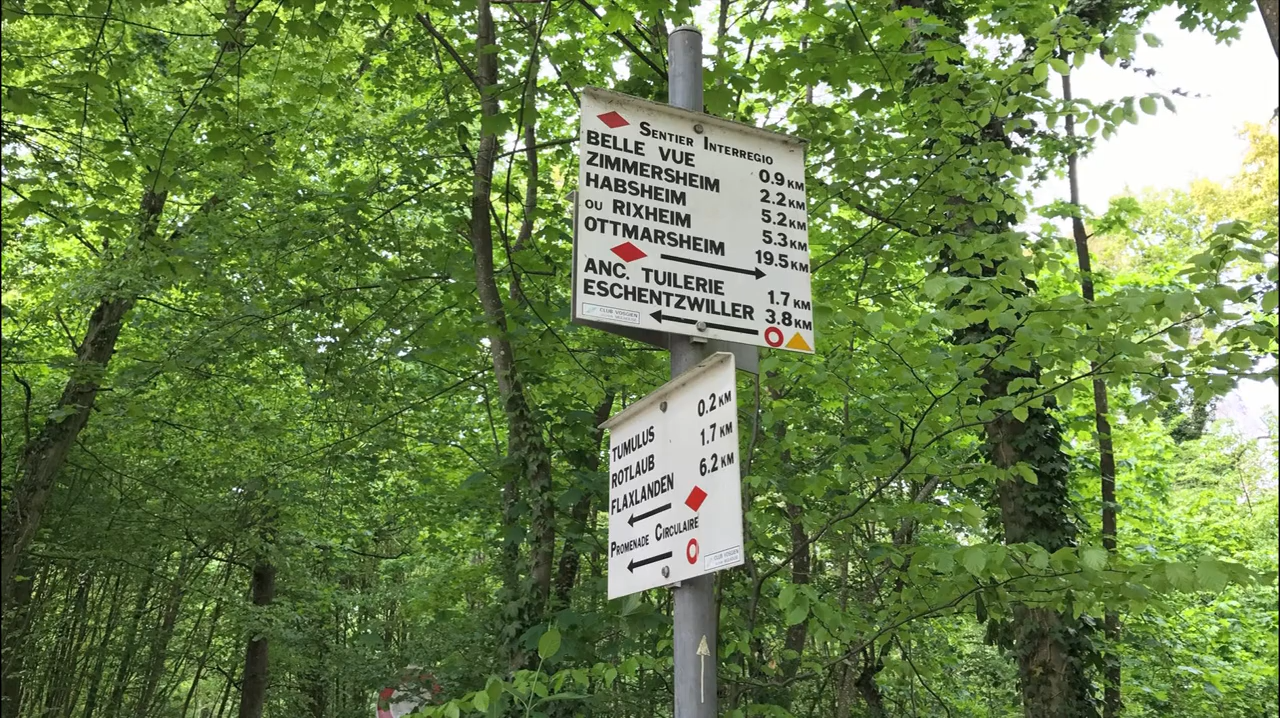 SENTIER INTERREGIO
BELLE VUE 0.9 KM
ZIMMERSHEIM 2.2 KM
HABSHEIM 5.2 KM
OU RIXHEIM 5.3 KM
OTTMARSHEIM 19.5 KM
ANC. TUILERIE 1.7 KM
ESCHENTZWILLER 3.8 KM
CLUB VOSGIEN
TUMULUS 0.2 KM
ROTLAUB 1.7 KM
FLAXLANDEN 6.2 KM
PROMENADE CIRCULAIRE
CLUB VOSGIEN